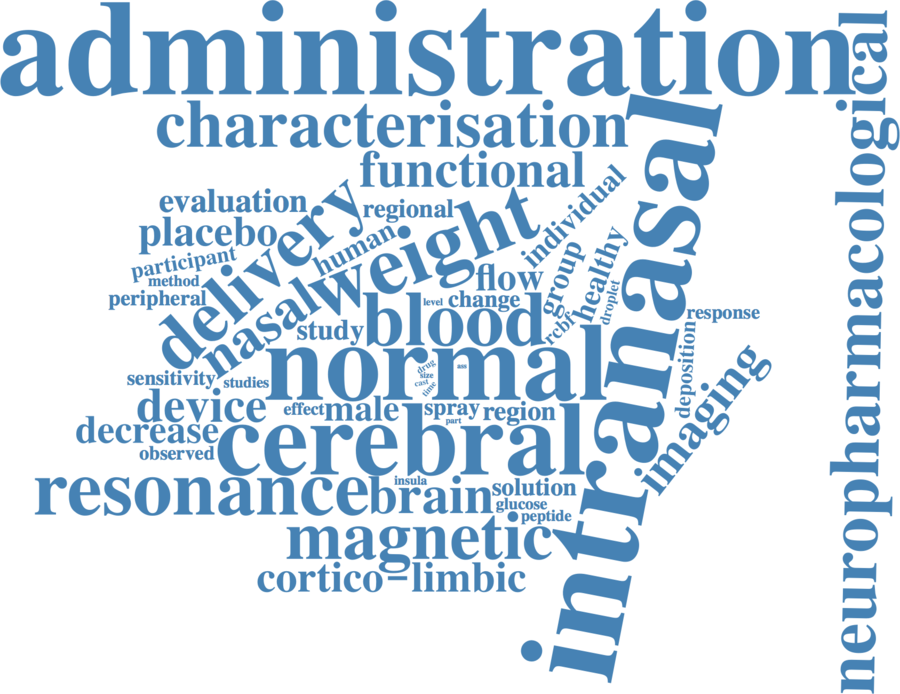 administration
neuropharmacological
characterisation
intranasal
functional
individual
evaluation
delivery
regional
weight
placebo
human
participant
method
peripheral
nasal
flow
group
healthy
droplet
level
change
blood
study
rcbf
response
normal
deposition
imaging
drug
size
cast
time
ass
sensitivity
studies
device
effect
male
spray
region
part
decrease
cerebral
observed
resonance
insula
brain
solution
glucose
peptide
magnetic
cortico-limbic